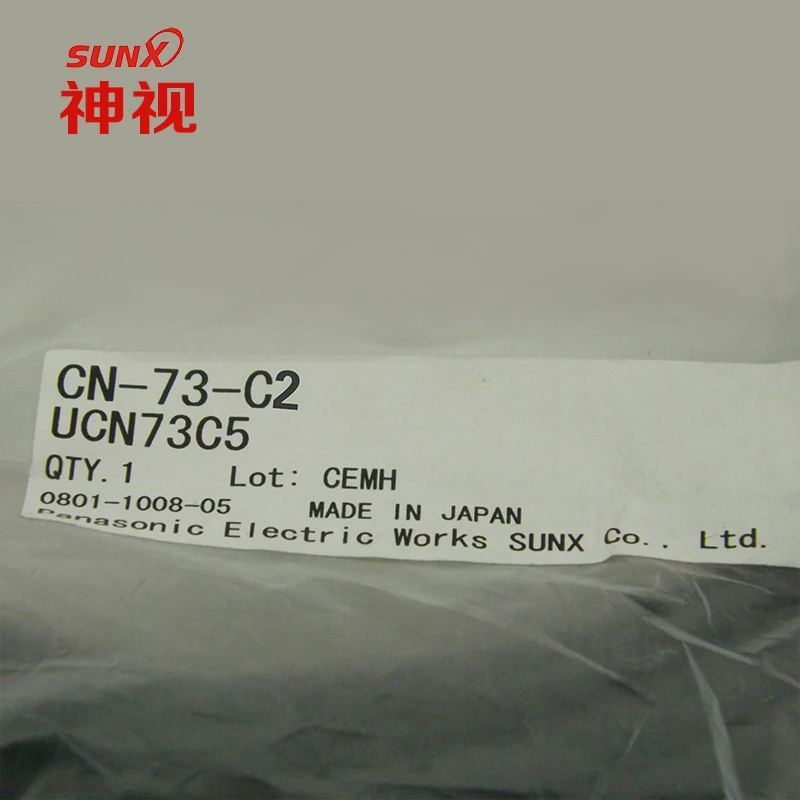 SUNX
神视
CN-73-C2
UCN73C5
QTY.1 Lot: CEMH
0801-1008-05 MADE IN JAPAN
Panasonic Electric Works SUNX Co., Ltd.